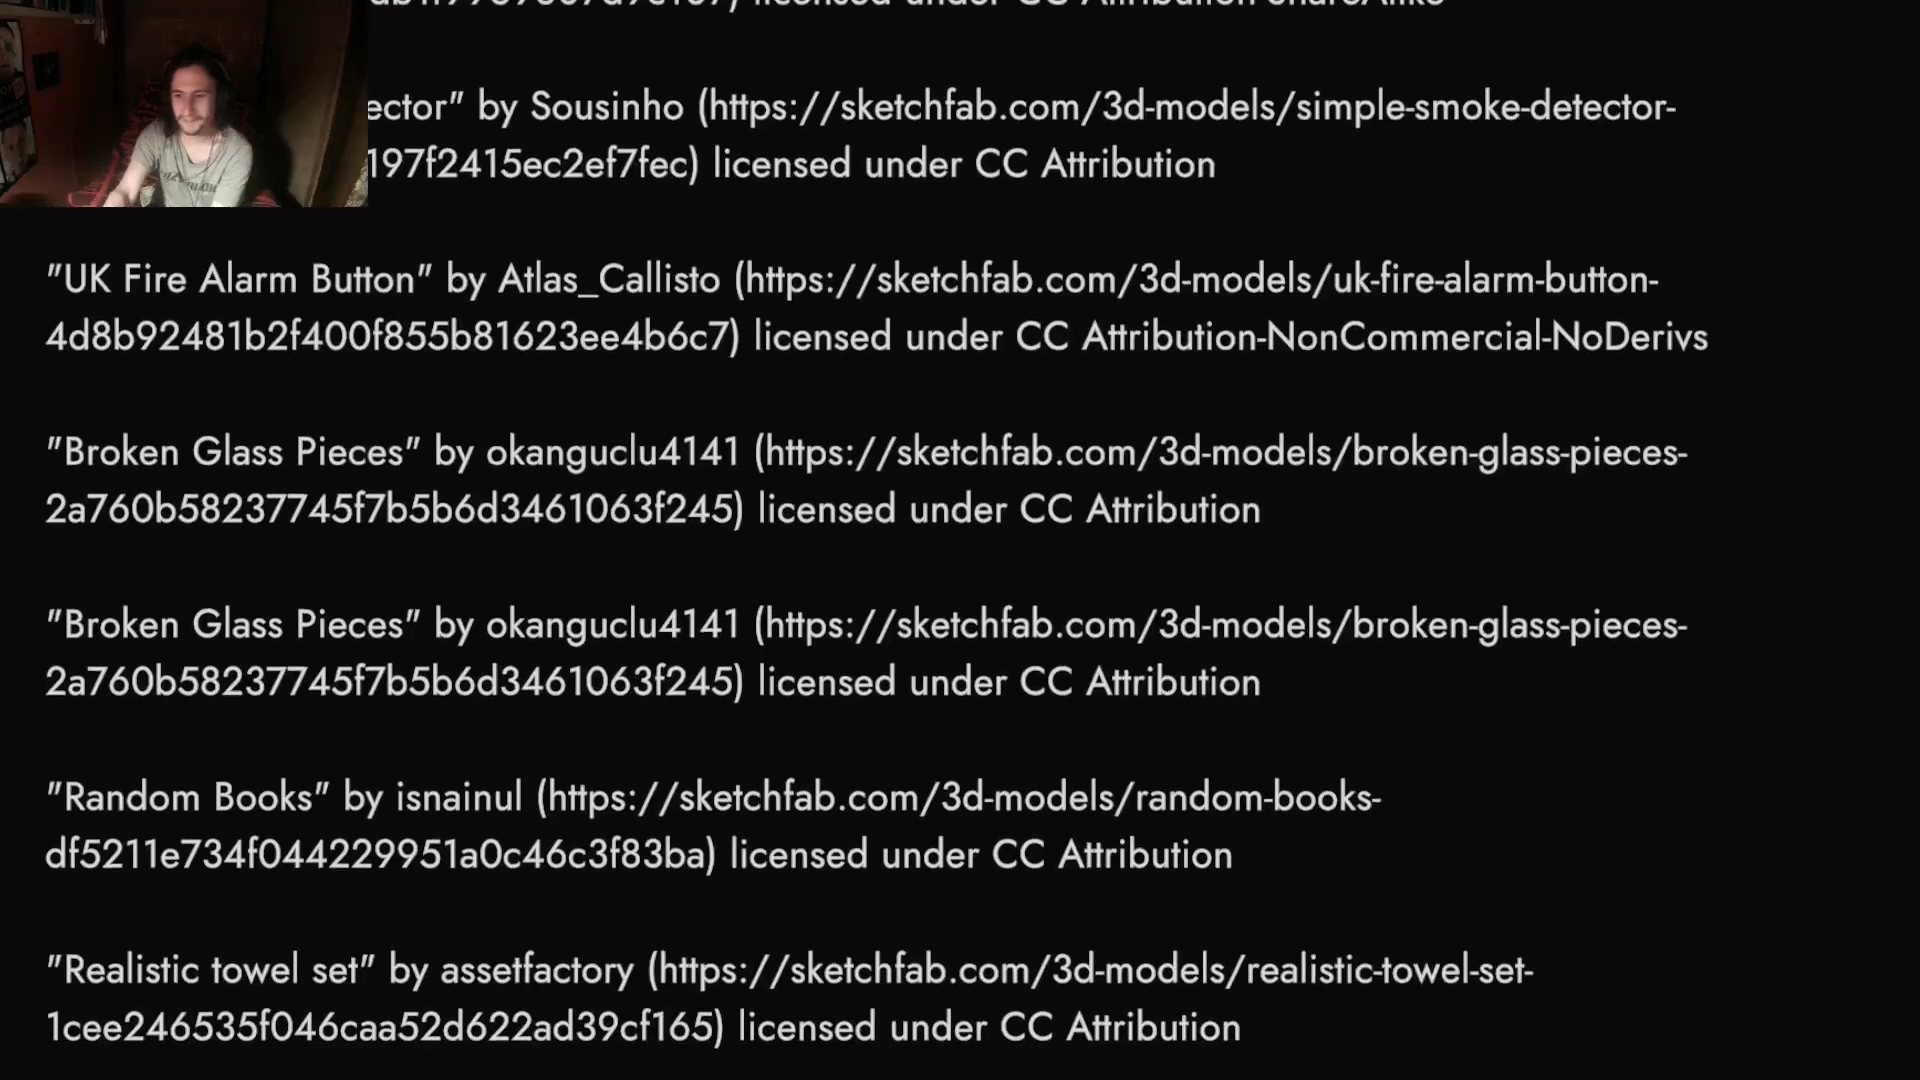 licensed under CC Attribution-ShareAlike
ector" by Sousinho (https://sketchfab.com/3d-models/simple-smoke-detector-
197f2415ec2ef7fec) licensed under CC Attribution
"UK Fire Alarm Button" by Atlas_Callisto (https://sketchfab.com/3d-models/uk-fire-alarm-button-
4d8b92481b2f400f855b81623ee4b6c7) licensed under CC Attribution-NonCommercial-NoDerivs
"Broken Glass Pieces" by okanguclu4141 (https://sketchfab.com/3d-models/broken-glass-pieces-
2a760b58237745f7b5b6d3461063f245) licensed under CC Attribution
"Broken Glass Pieces" by okanguclu4141 (https://sketchfab.com/3d-models/broken-glass-pieces-
2a760b58237745f7b5b6d3461063f245) licensed under CC Attribution
"Random Books" by isnainul (https://sketchfab.com/3d-models/random-books-
df5211e734f044229951a0c46c3f83ba) licensed under CC Attribution
"Realistic towel set" by assetfactory (https://sketchfab.com/3d-models/realistic-towel-set-
1cee246535f046caa52d622ad39cf165) licensed under CC Attribution